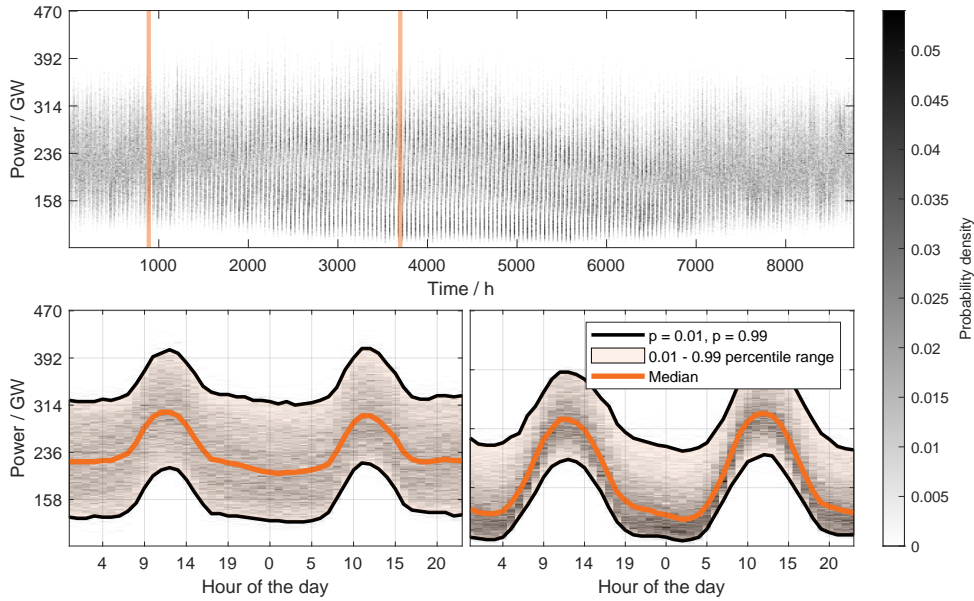 470
392
314
236
158
Power / GW
1000 2000 3000 4000 5000 6000 7000 8000
Time / h
470
392
314
236
158
Power / GW
4 9 14 19 0 4 10 15 20
Hour of the day
p = 0.01, p = 0.99
0.01 - 0.99 percentile range
Median
4 9 14 19 0 4 10 15 20
Hour of the day
0.05
0.045
0.04
0.035
0.03
0.025
0.02
0.015
0.01
0.005
0
Probability density